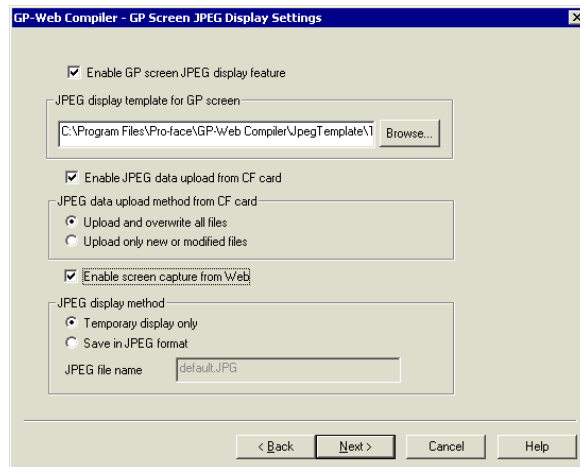 GP-Web Compiler - GP Screen JPEG Display Settings
Enable GP screen JPEG display feature
JPEG display template for GP screen
C:\Program Files\Pro-face\GP-Web Compiler\JpegTemplate\T
Browse...
Enable JPEG data upload from CF card
JPEG data upload method from CF card
Upload and overwrite all files
Upload only new or modified files
Enable screen capture from Web
JPEG display method
Temporary display only
Save in JPEG format
JPEG file name default.JPG
< Back Next > Cancel Help